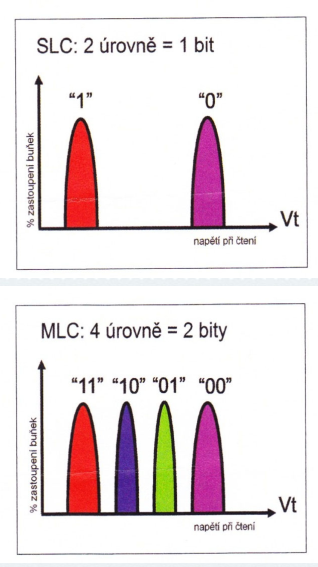 SLC: 2 úrovně = 1 bit
“1” “0”
% zastoupení buňek
Vt
napětí při čtení
MLC: 4 úrovně = 2 bity
“11” “10” “01” “00”
% zastoupení buňek
Vt
napětí při čtení